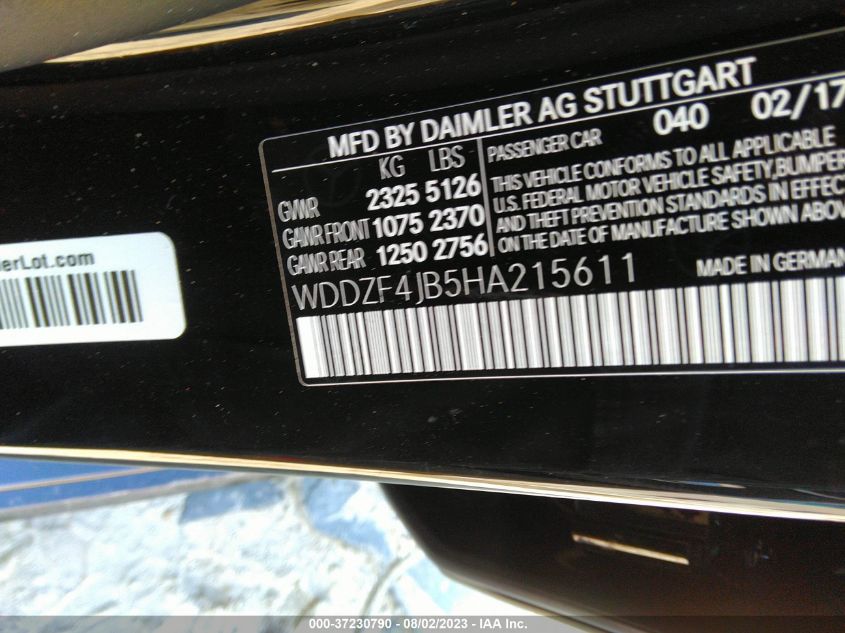 MFD BY DAIMLER AG STUTTGART
040 02/17
KG LBS
GVWR 2325 5126
GAWR FRONT 1075 2370
GAWR REAR 1250 2756
PASSENGER CAR
THIS VEHICLE CONFORMS TO ALL APPLICABLE
U.S. FEDERAL MOTOR VEHICLE SAFETY, BUMPER
AND THEFT PREVENTION STANDARDS IN EFFECT
ON THE DATE OF MANUFACTURE SHOWN ABOV
WDDZF4JB5HA215611
MADE IN GERMAN
erLot.com
000-37230790 - 08/02/2023 - IAA Inc.